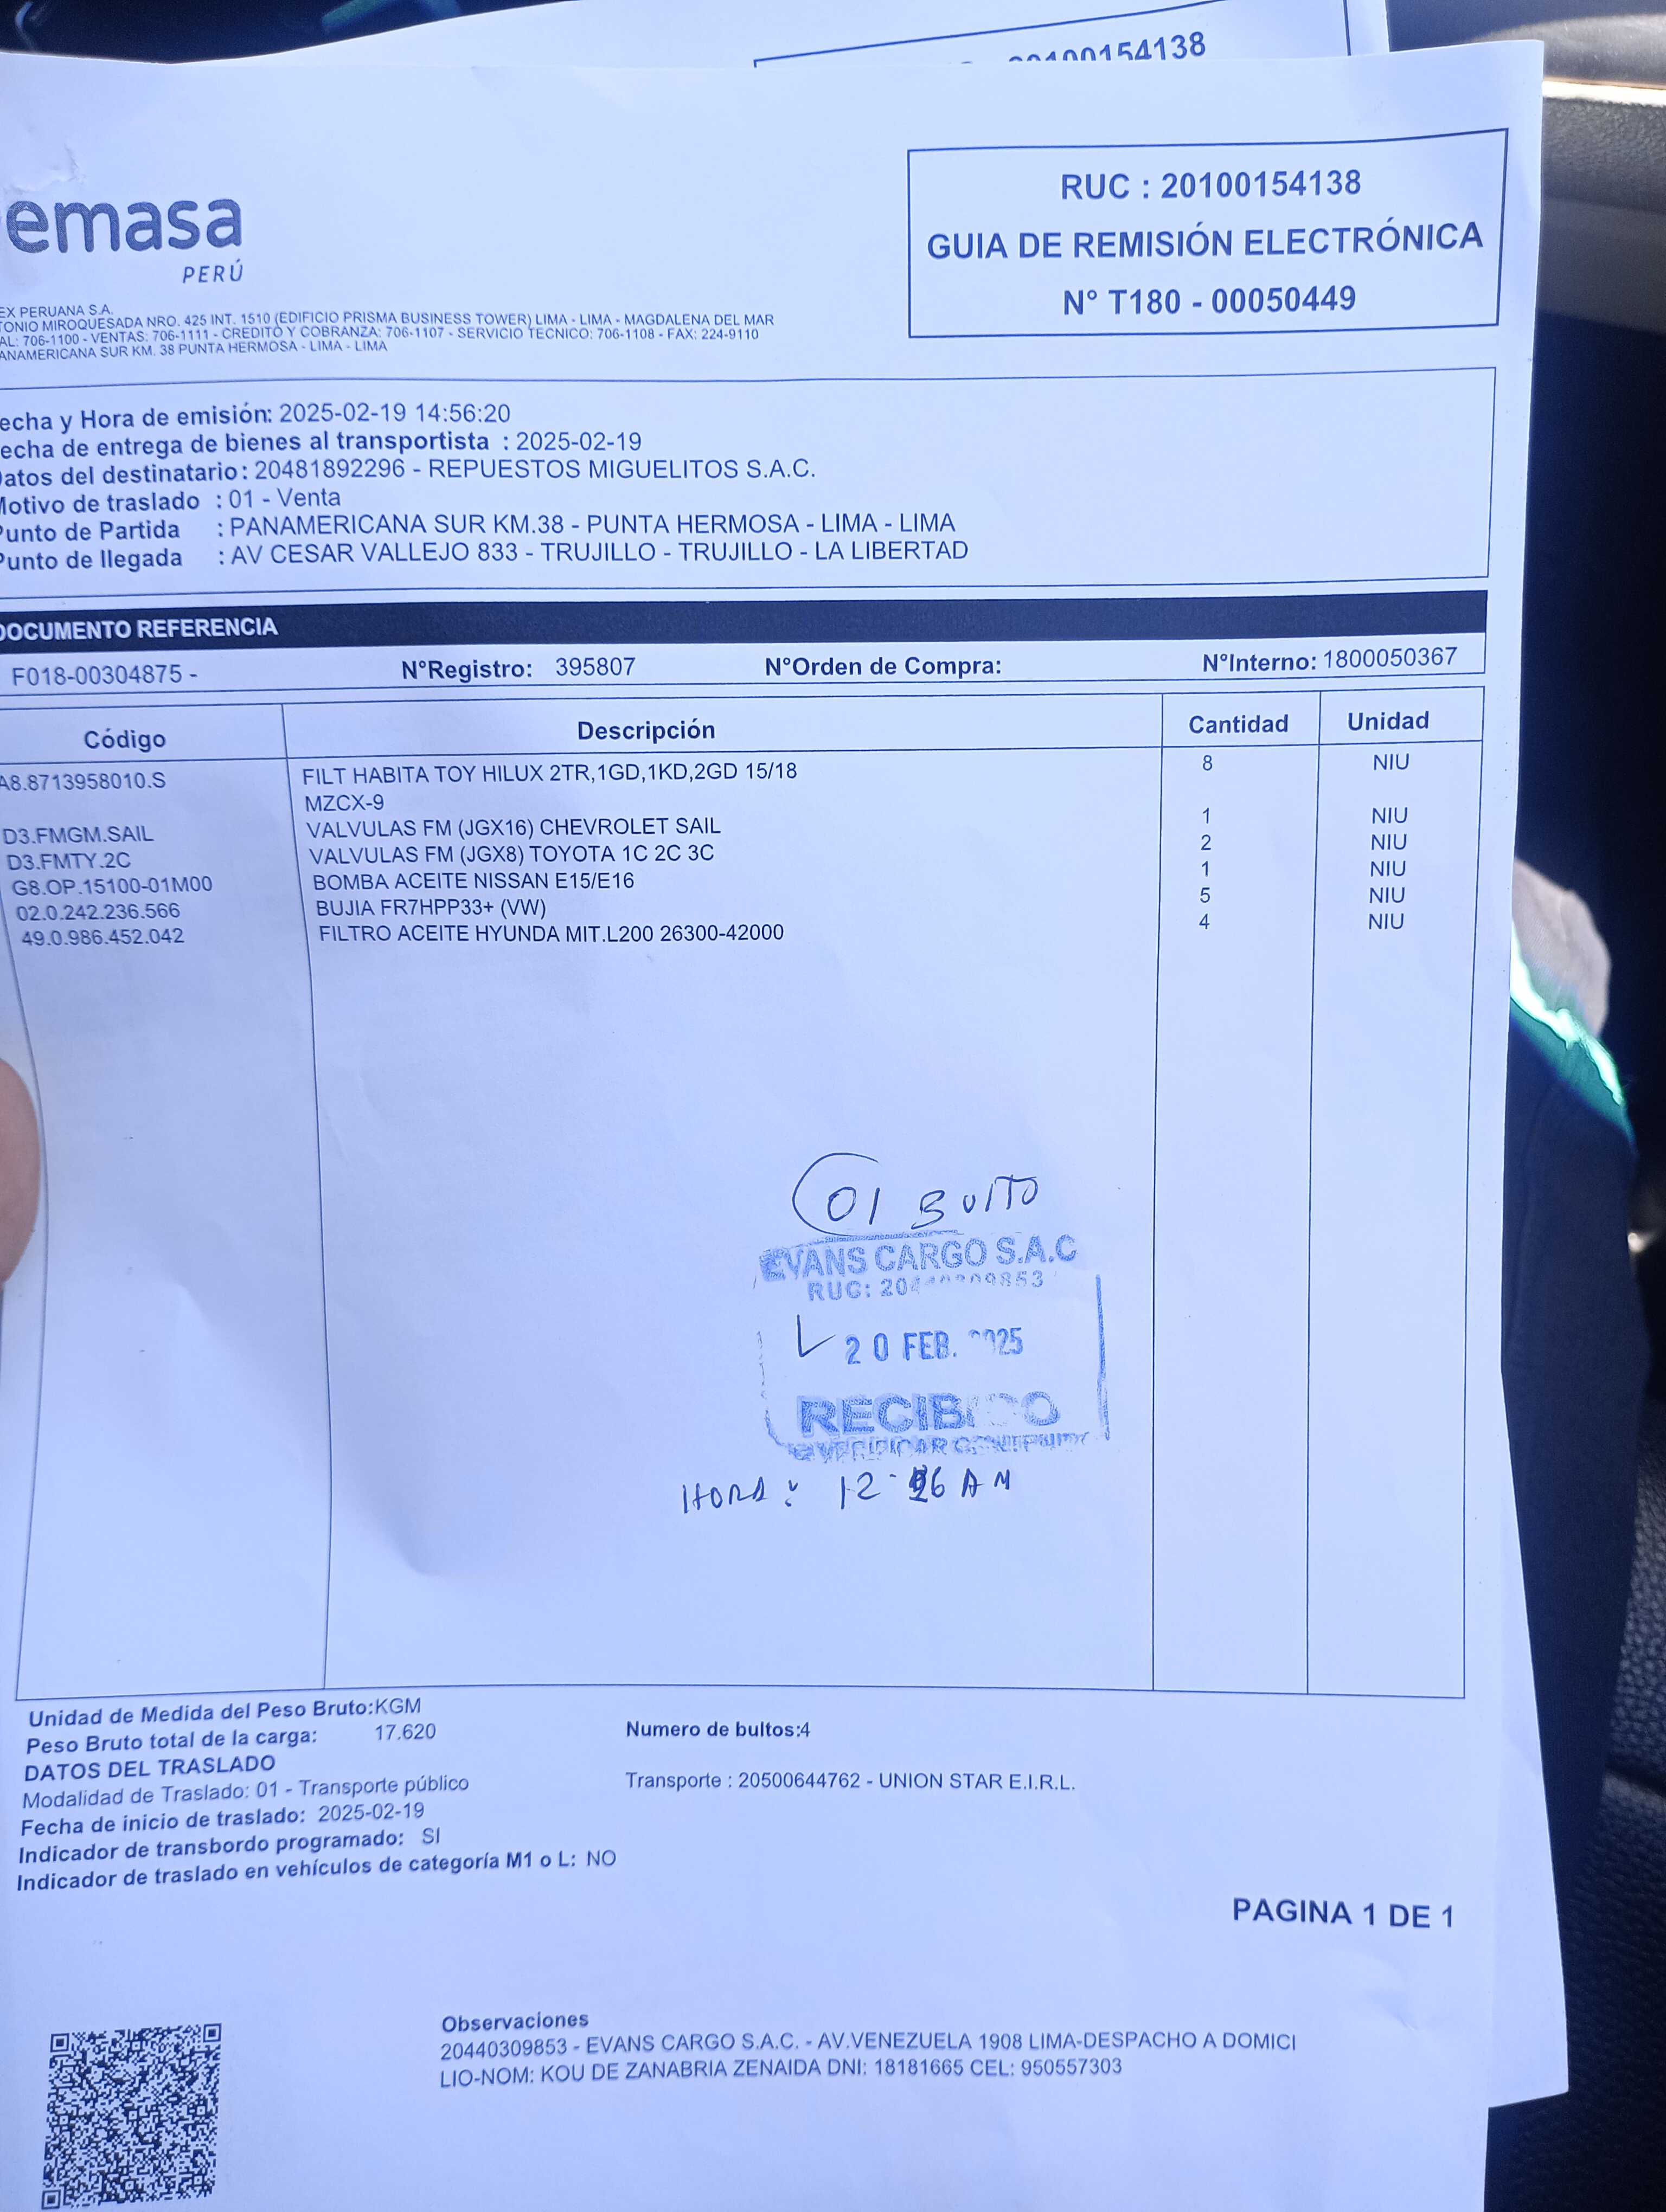 20100154138
emasa
PERÚ
RUC : 20100154138
GUIA DE REMISIÓN ELECTRÓNICA
N° T180 - 00050449
EX PERUANA S.A.
TONIO MIROQUESADA NRO. 425 INT. 1510 (EDIFICIO PRISMA BUSINESS TOWER) LIMA - LIMA - MAGDALENA DEL MAR
AL: 706-1100 - VENTAS: 706-1111 - CREDITO Y COBRANZA: 706-1107 - SERVICIO TECNICO: 706-1108 - FAX: 224-9110
ANAMERICANA SUR KM. 38 PUNTA HERMOSA - LIMA - LIMA
echa y Hora de emisión: 2025-02-19 14:56:20
echa de entrega de bienes al transportista : 2025-02-19
Datos del destinatario: 20481892296 - REPUESTOS MIGUELITOS S.A.C.
Motivo de traslado : 01 - Venta
Punto de Partida : PANAMERICANA SUR KM.38 - PUNTA HERMOSA - LIMA - LIMA
Punto de llegada : AV CESAR VALLEJO 833 - TRUJILLO - TRUJILLO - LA LIBERTAD
DOCUMENTO REFERENCIA
F018-00304875 - N°Registro: 395807 N°Orden de Compra: N°Interno: 1800050367
Código Descripción Cantidad Unidad
A8.8713958010.S FILT HABITA TOY HILUX 2TR,1GD,1KD,2GD 15/18 8 NIU
MZCX-9
D3.FMGM.SAIL VALVULAS FM (JGX16) CHEVROLET SAIL 1 NIU
D3.FMTY.2C VALVULAS FM (JGX8) TOYOTA 1C 2C 3C 2 NIU
G8.OP.15100-01M00 BOMBA ACEITE NISSAN E15/E16 1 NIU
02.0.242.236.566 BUJIA FR7HPP33+ (VW) 5 NIU
49.0.986.452.042 FILTRO ACEITE HYUNDA MIT.L200 26300-42000 4 NIU
01 BULTO
EVANS CARGO S.A.C
RUC:
20 FEB. 2025
RECIBIDO
HORA: 12 AM
Unidad de Medida del Peso Bruto:KGM
Peso Bruto total de la carga: 17.620 Numero de bultos:4
DATOS DEL TRASLADO
Modalidad de Traslado: 01 - Transporte público Transporte : 20500644762 - UNION STAR E.I.R.L.
Fecha de inicio de traslado: 2025-02-19
Indicador de transbordo programado: SI
Indicador de traslado en vehículos de categoría M1 o L: NO
PAGINA 1 DE 1
Observaciones
20440309853 - EVANS CARGO S.A.C. - AV.VENEZUELA 1908 LIMA-DESPACHO A DOMICI
LIO-NOM: KOU DE ZANABRIA ZENAIDA DNI: 18181665 CEL: 950557303